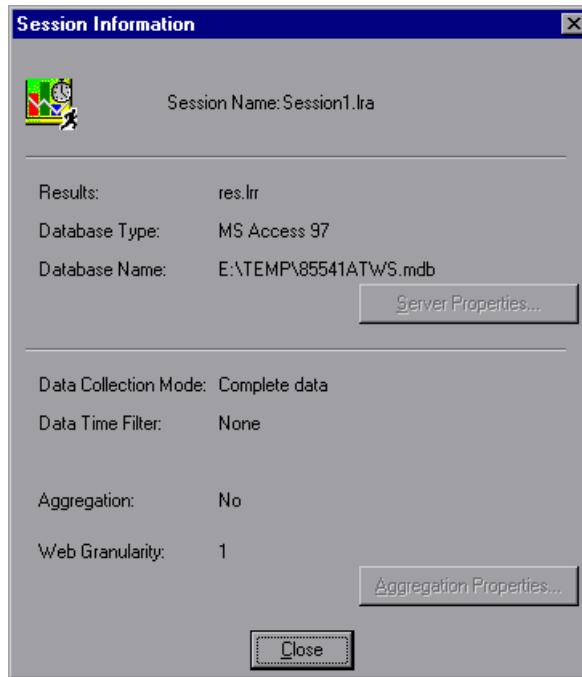 Session Information
Session Name: Session1.lra
Results: res.lrr
Database Type: MS Access 97
Database Name: E:\TEMP\85541ATWS.mdb
Server Properties...
Data Collection Mode: Complete data
Data Time Filter: None
Aggregation: No
Web Granularity: 1
Aggregation Properties...
Close